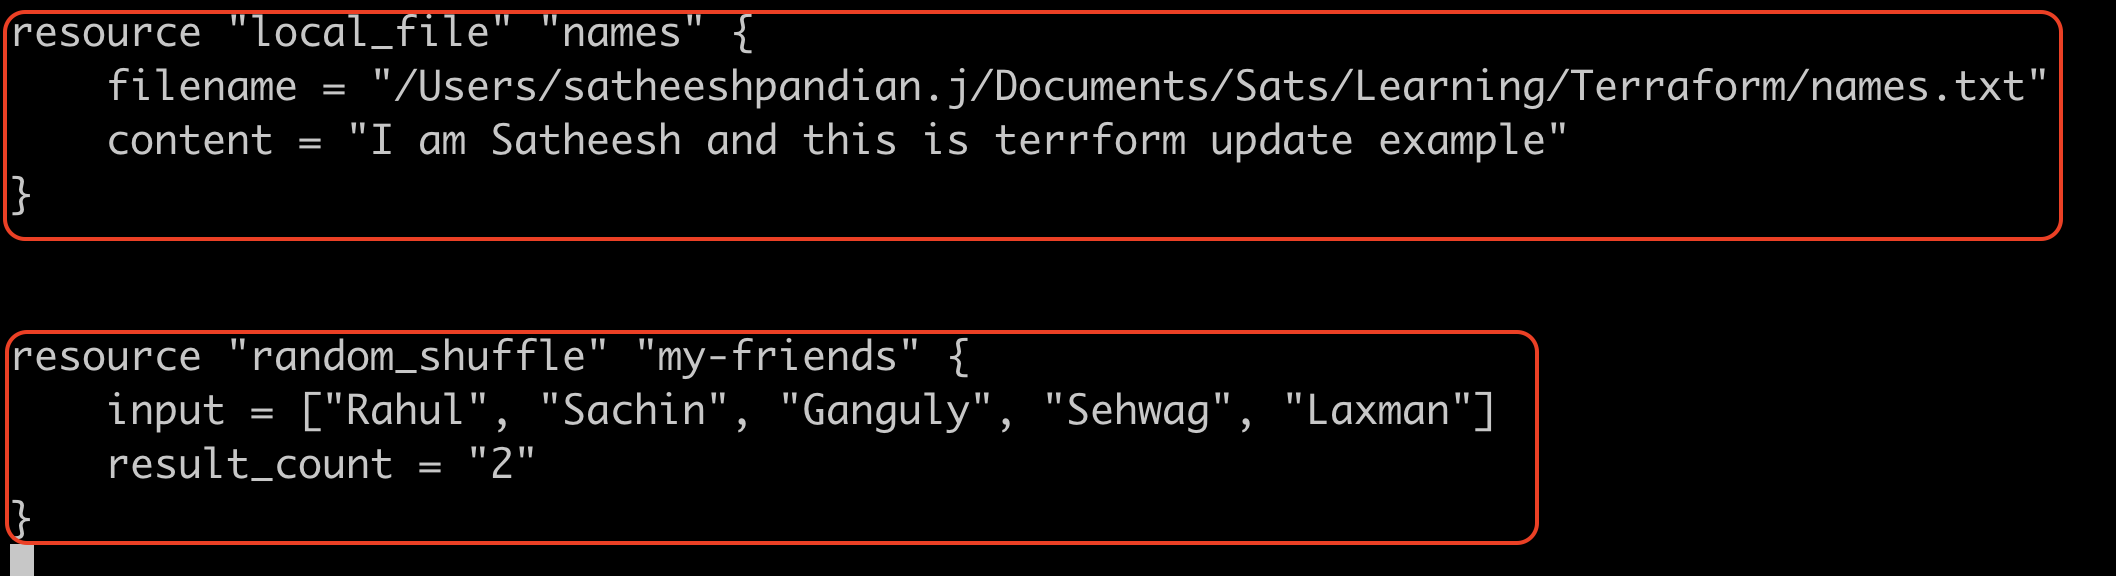 resource "local_file" "names" {
    filename = "/Users/satheeshpandian.j/Documents/Sats/Learning/Terraform/names.txt"
    content = "I am Satheesh and this is terrform update example"
}
resource "random_shuffle" "my-friends" {
    input = ["Rahul", "Sachin", "Ganguly", "Sehwag", "Laxman"]
    result_count = "2"
}